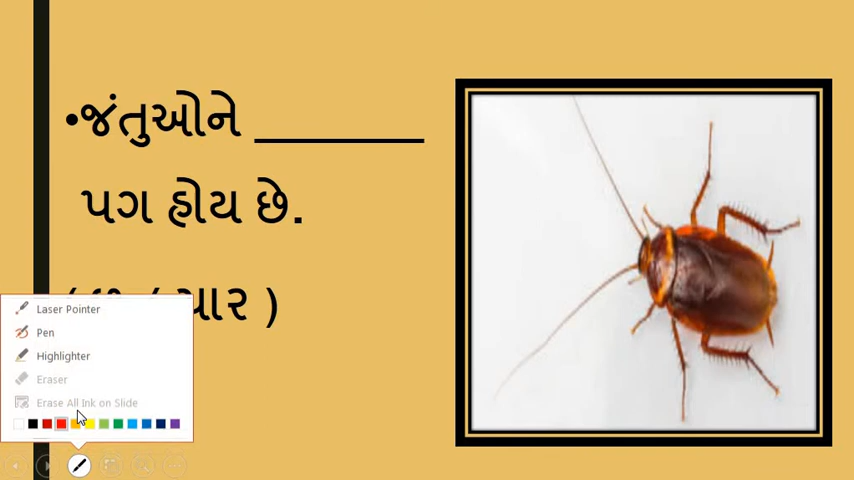 •જંતુઓને ________
પગ હોય છે.
ચાર )
Laser Pointer
Pen
Highlighter
Eraser
Erase All Ink on Slide